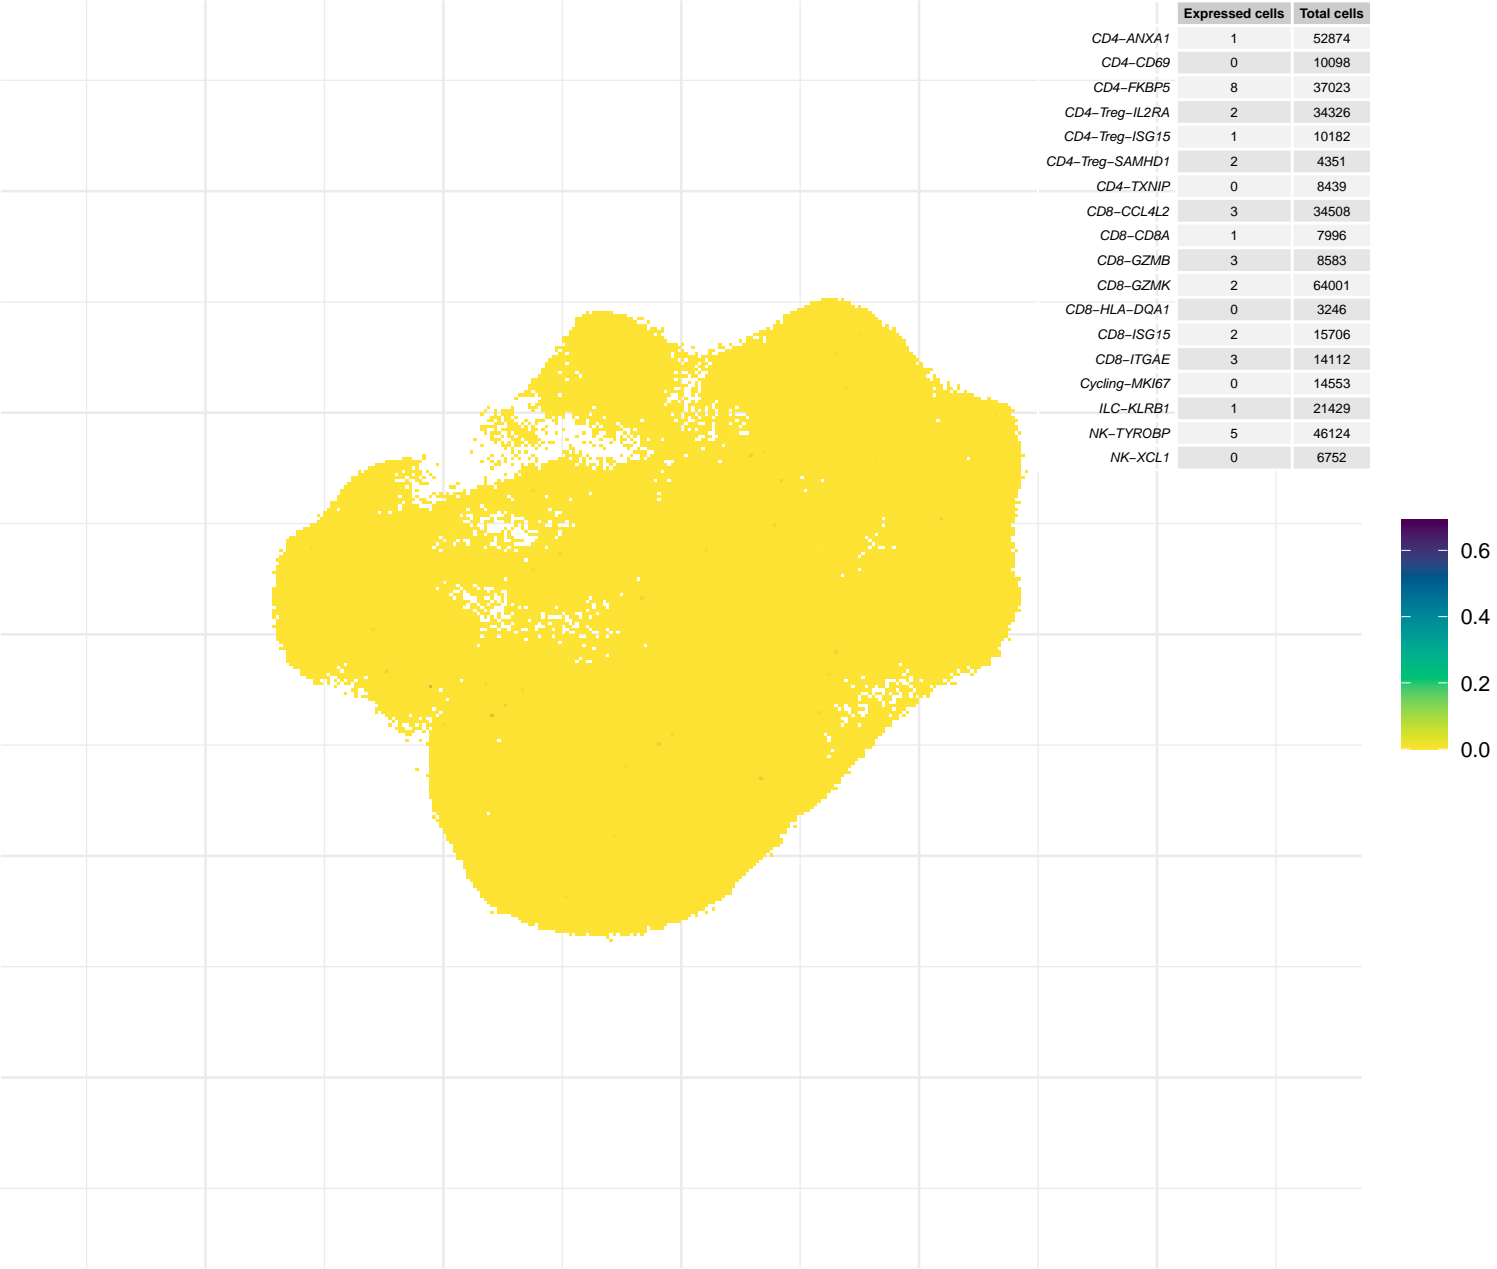 Expressed cells Total cells
CD4−ANXA1 1 52874
CD4−CD69 0 10098
CD4−FKBP5 8 37023
CD4−Treg−IL2RA 2 34326
CD4−Treg−ISG15 1 10182
CD4−Treg−SAMHD1 2 4351
CD4−TXNIP 0 8439
CD8−CCL4L2 3 34508
CD8−CD8A 1 7996
CD8−GZMB 3 8583
CD8−GZMK 2 64001
CD8−HLA−DQA1 0 3246
CD8−ISG15 2 15706
CD8−ITGAE 3 14112
Cycling−MKI67 0 14553
ILC−KLRB1 1 21429
NK−TYROBP 5 46124
NK−XCL1 0 6752
0.6
0.4
0.2
0.0